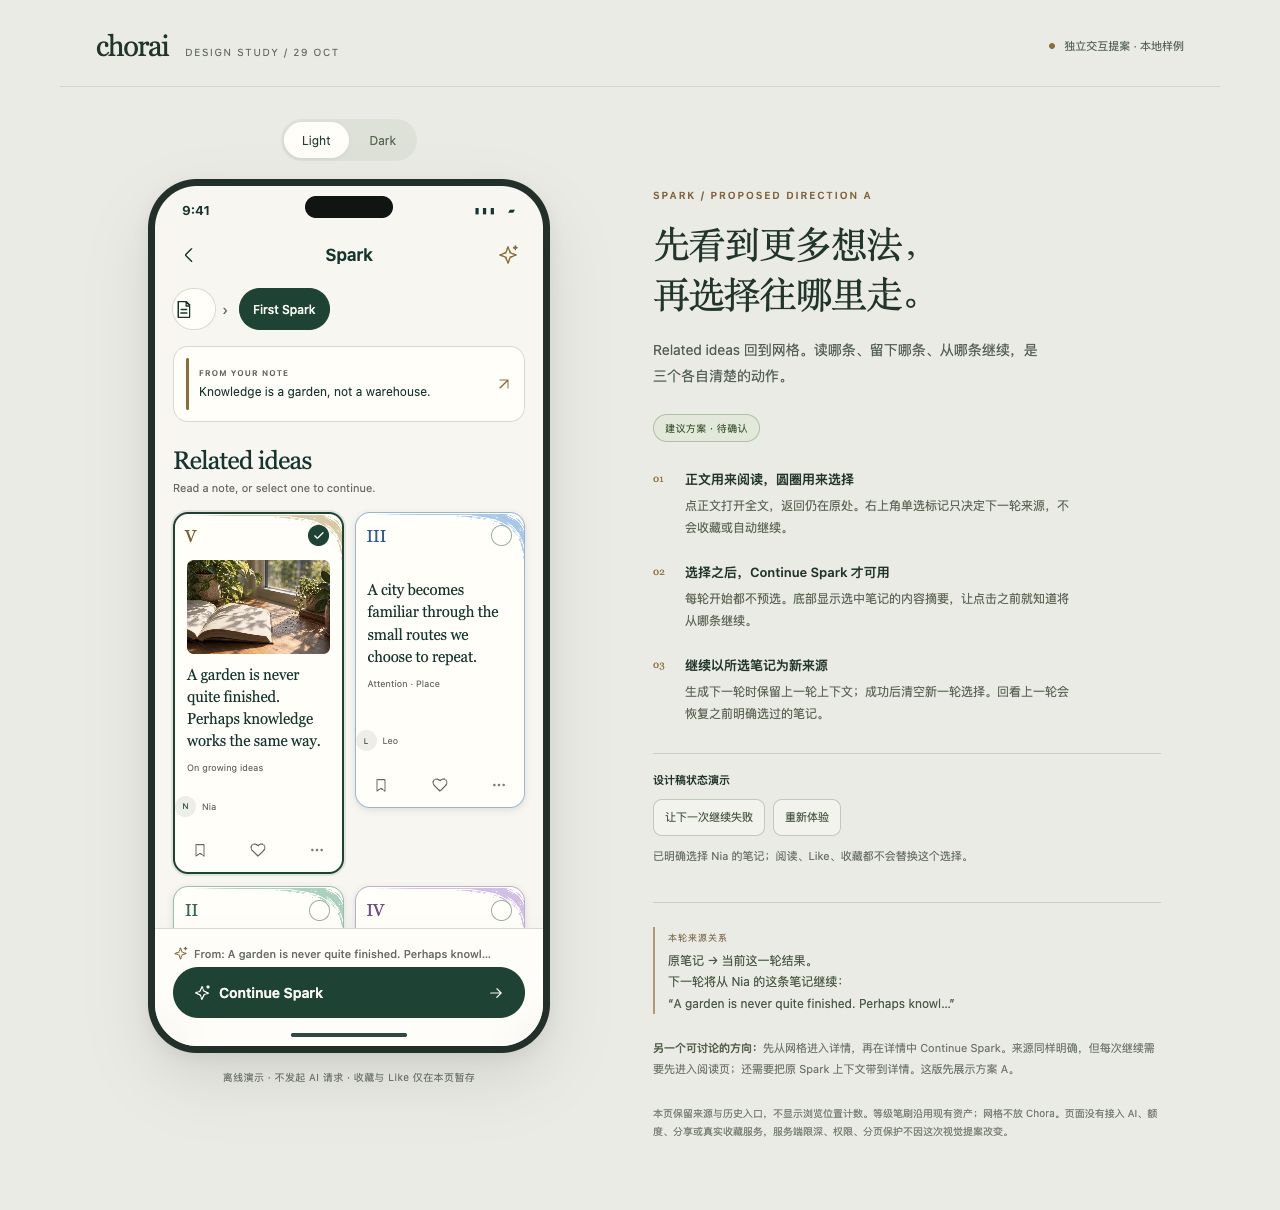 chorai
DESIGN STUDY / 29 OCT
独立交互提案 · 本地样例
Light
Dark
9:41
Spark
First Spark
FROM YOUR NOTE
Knowledge is a garden, not a warehouse.
Related ideas
Read a note, or select one to continue.
V
A garden is never
quite finished.
Perhaps knowledge
works the same way.
On growing ideas
N
Nia
III
A city becomes
familiar through the
small routes we
choose to repeat.
Attention · Place
L
Leo
II
IV
From: A garden is never quite finished. Perhaps knowl…
Continue Spark
离线演示 · 不发起 AI 请求 · 收藏与 Like 仅在本页暂存
SPARK / PROPOSED DIRECTION A
先看到更多想法，
再选择往哪里走。
Related ideas 回到网格。读哪条、留下哪条、从哪条继续，是
三个各自清楚的动作。
建议方案 · 待确认
01
正文用来阅读，圆圈用来选择
点正文打开全文，返回仍在原处。右上角单选标记只决定下一轮来源，不
会收藏或自动继续。
02
选择之后，Continue Spark 才可用
每轮开始都不预选。底部显示选中笔记的内容摘要，让点击之前就知道将
从哪条继续。
03
继续以所选笔记为新来源
生成下一轮时保留上一轮上下文；成功后清空新一轮选择。回看上一轮会
恢复之前明确选过的笔记。
设计稿状态演示
让下一次继续失败
重新体验
已明确选择 Nia 的笔记；阅读、Like、收藏都不会替换这个选择。
本轮来源关系
原笔记 → 当前这一轮结果。
下一轮将从 Nia 的这条笔记继续：
“A garden is never quite finished. Perhaps knowl…”
另一个可讨论的方向：先从网格进入详情，再在详情中 Continue Spark。来源同样明确，但每次继续需
要先进入阅读页；还需要把原 Spark 上下文带到详情。这版先展示方案 A。
本页保留来源与历史入口，不显示浏览位置计数。等级笔刷沿用现有资产；网格不放 Chora。页面没有接入 AI、额
度、分享或真实收藏服务，服务端限深、权限、分页保护不因这次视觉提案改变。